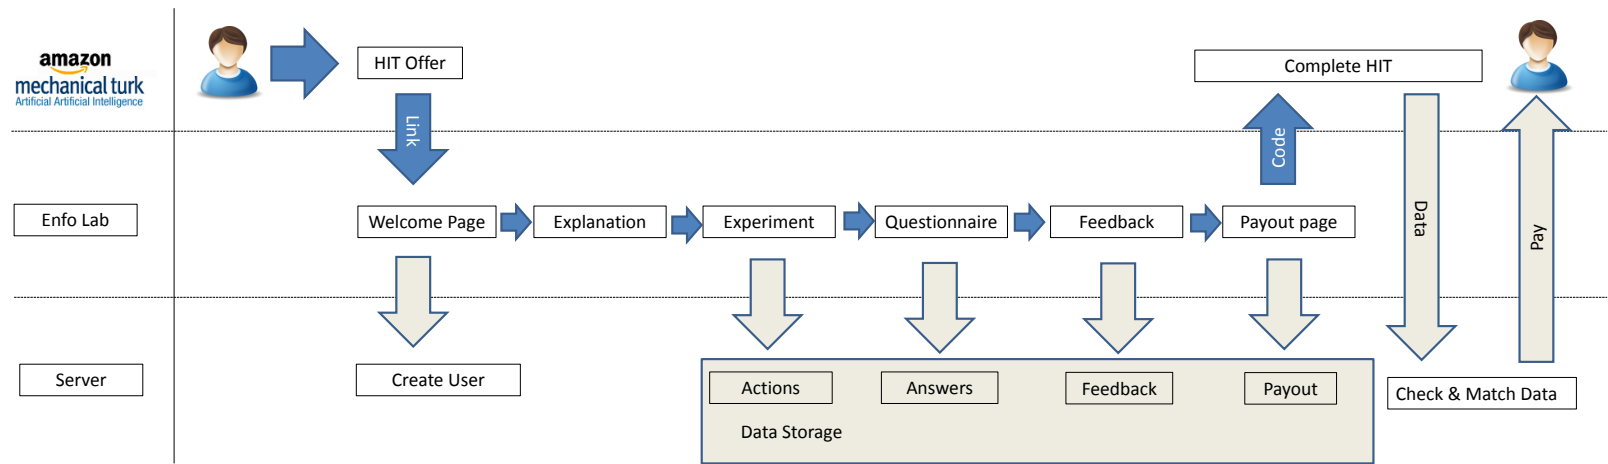 amazon
mechanical turk
Artificial Artificial Intelligence
HIT Offer
Complete HIT
Link
Code
Enfo Lab
Welcome Page
Explanation
Experiment
Questionnaire
Feedback
Payout page
Data
Pay
Server
Create User
Actions
Answers
Feedback
Payout
Check & Match Data
Data Storage